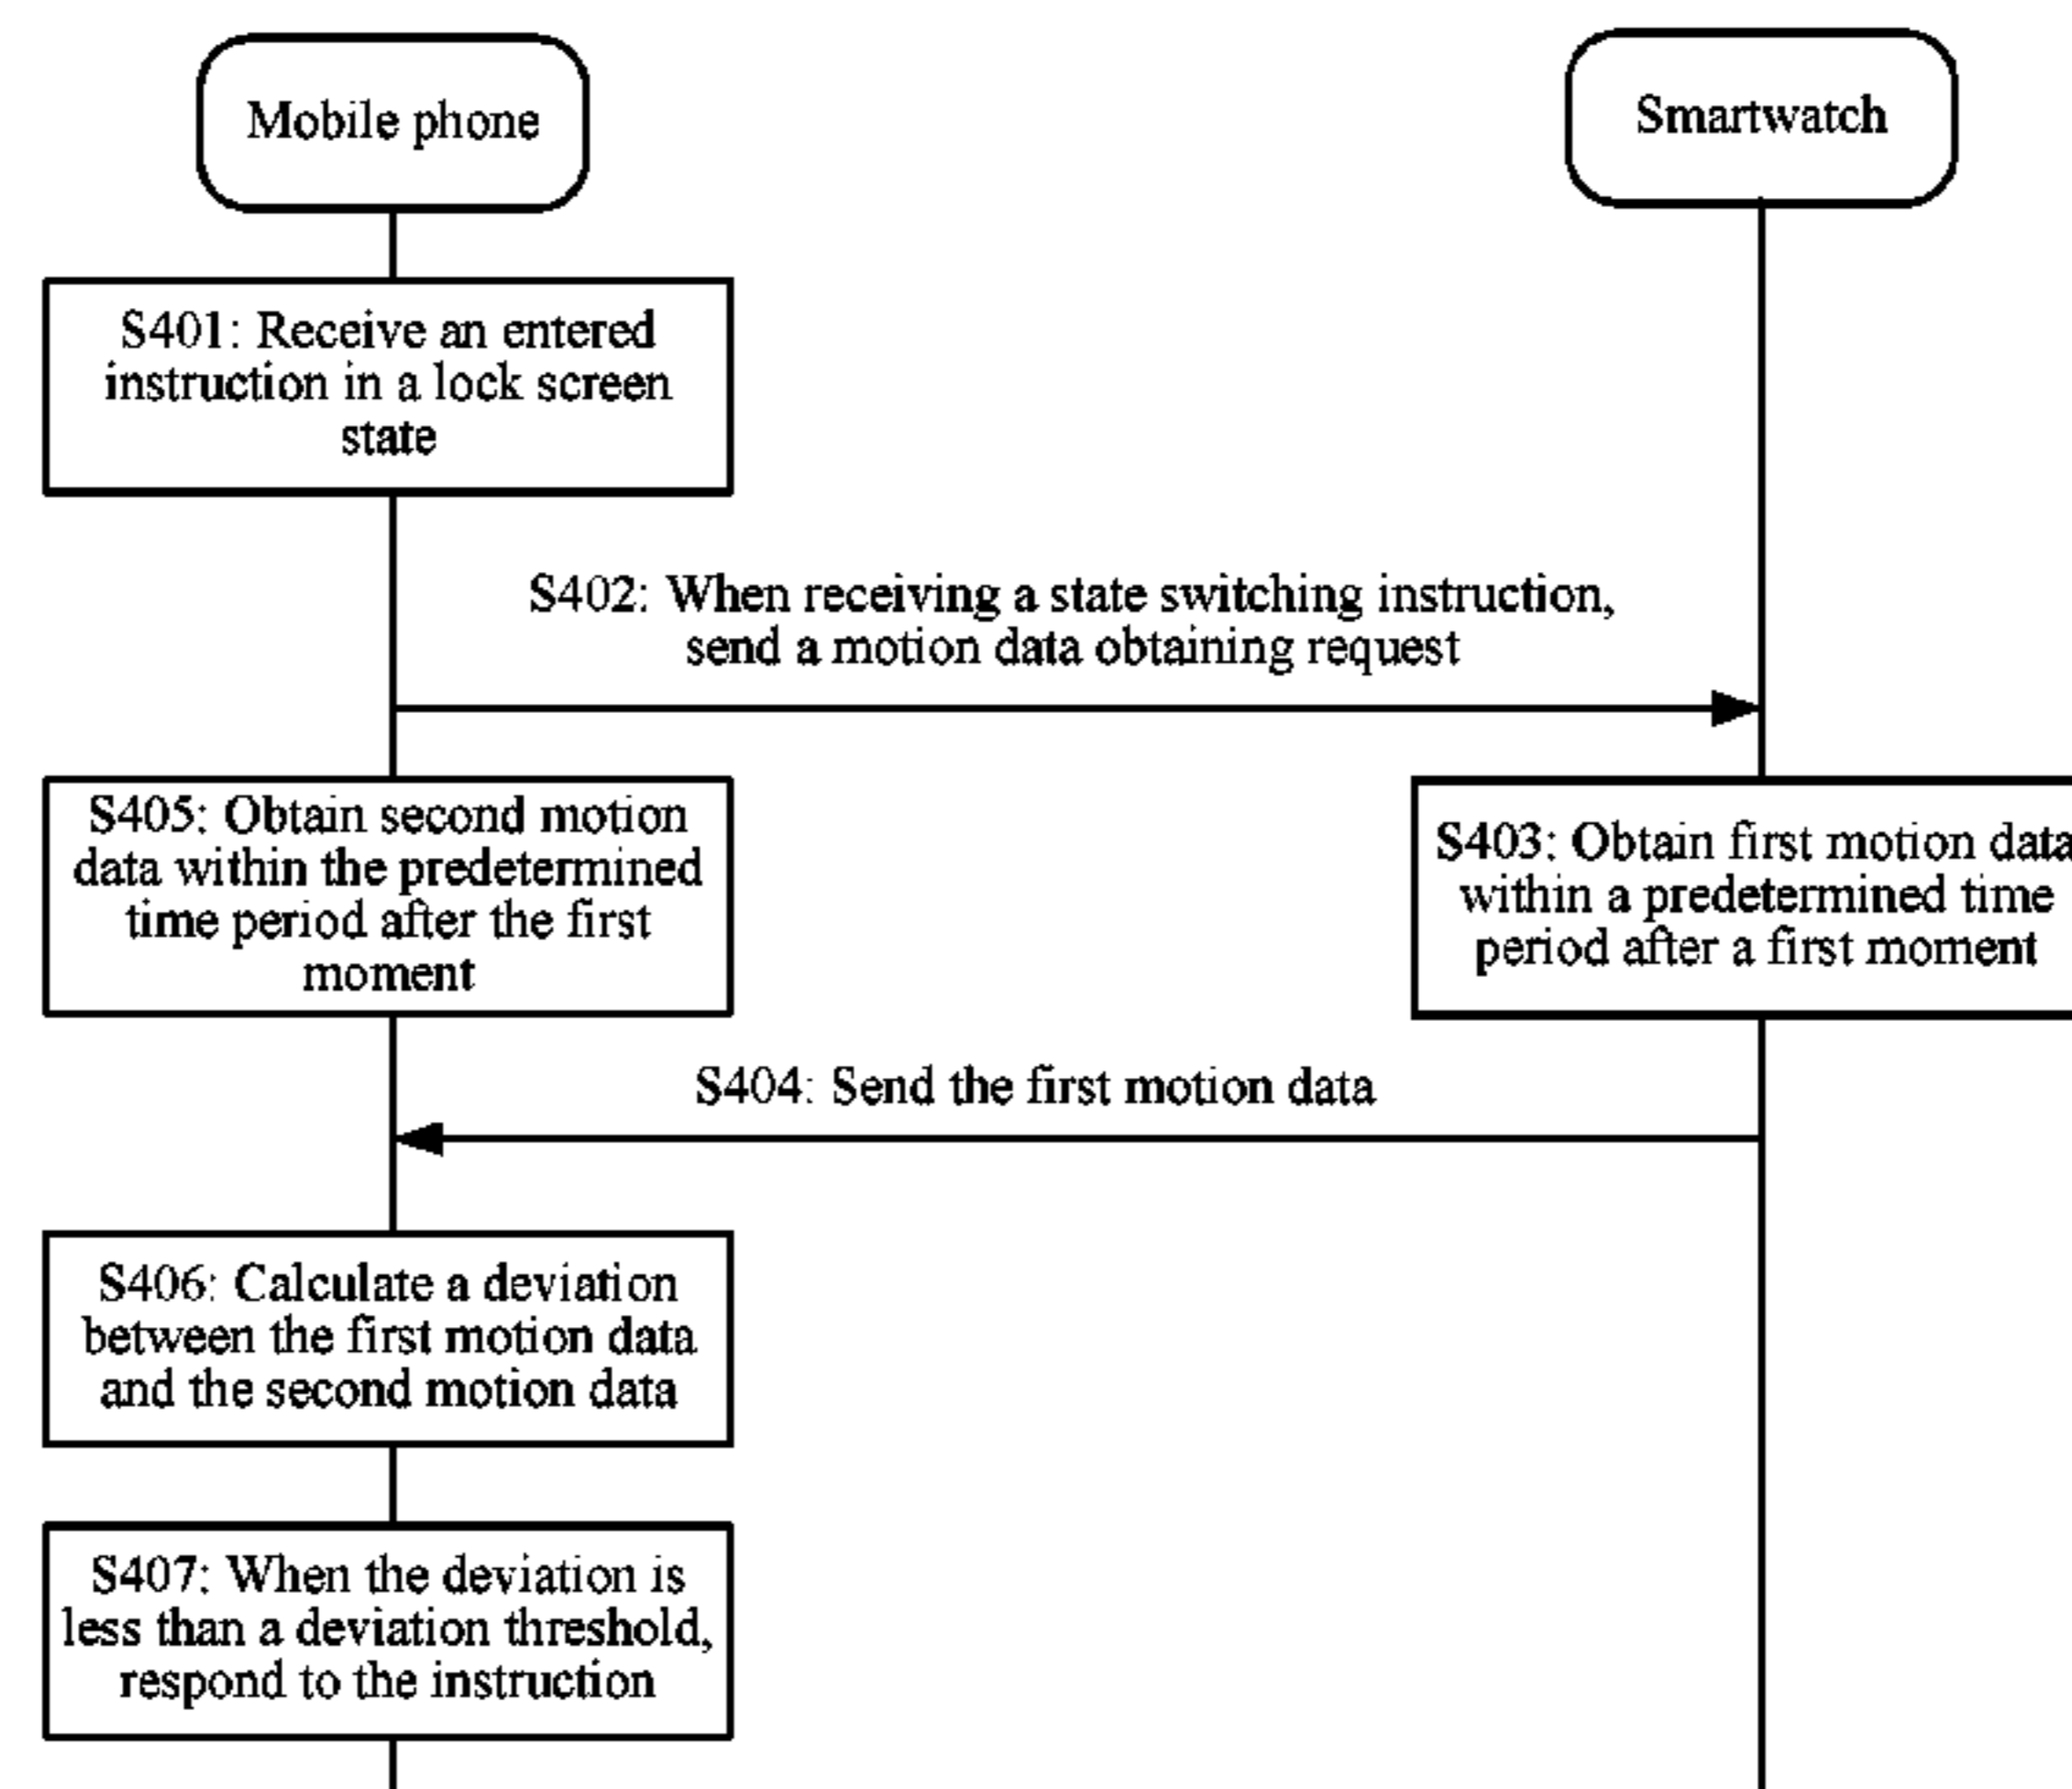 Mobile phone
Smartwatch
S401: Receive an entered
instruction in a lock screen
state
S402: When receiving a state switching instruction,
send a motion data obtaining request
S405: Obtain second motion
data within the predetermined
time period after the first
moment
S403: Obtain first motion data
within a predetermined time
period after a first moment
S404: Send the first motion data
S406: Calculate a deviation
between the first motion data
and the second motion data
S407: When the deviation is
less than a deviation threshold,
respond to the instruction